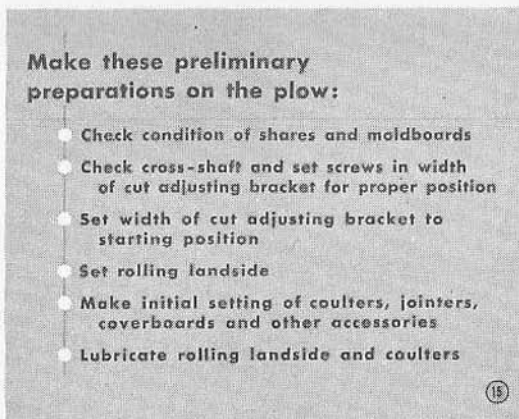 Make these preliminary
preparations on the plow:
Check condition of shares and moldboards
Check cross-shaft and set screws in width
of cut adjusting bracket for proper position
Set width of cut adjusting bracket to
starting position
Set rolling landside
Make initial setting of coulters, jointers,
coverboards and other accessories
Lubricate rolling landside and coulters
15